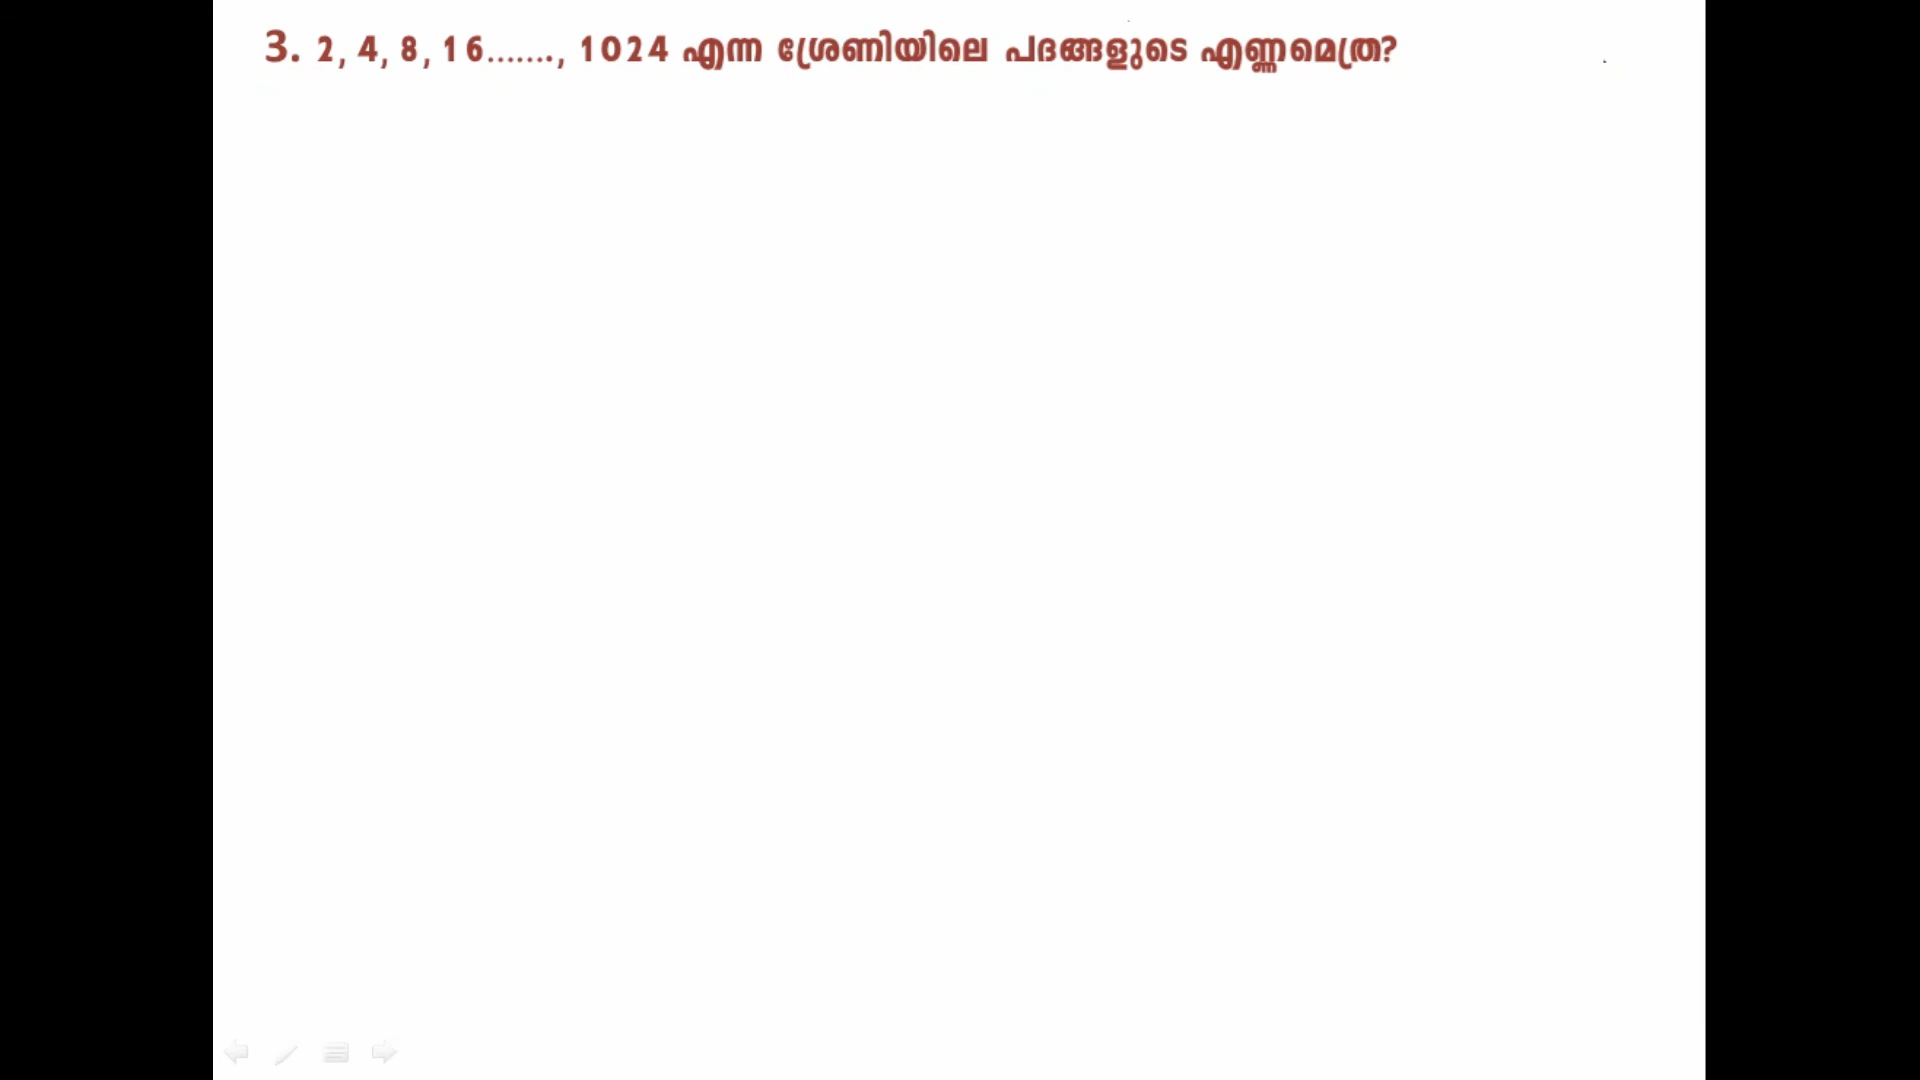 3. 2, 4, 8, 16......., 1024 എന്ന ശ്രേണിയിലെ പദങ്ങളുടെ എണ്ണമെത്ര?